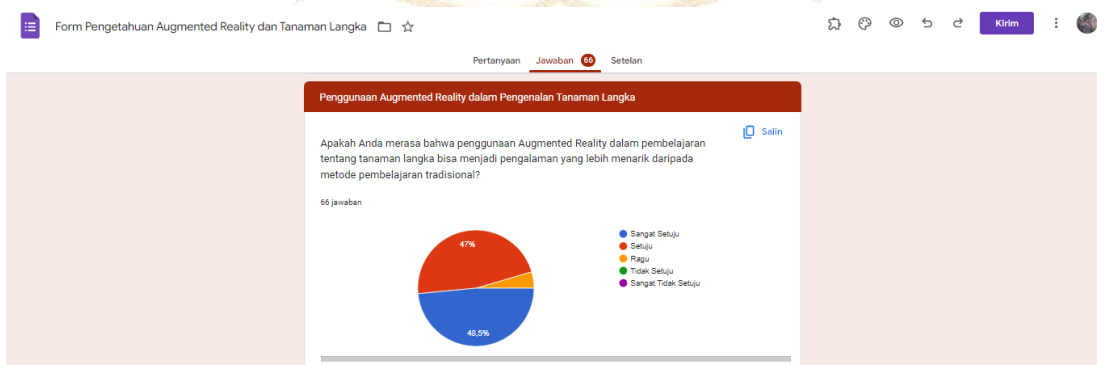 Form Pengetahuan Augmented Reality dan Tanaman Langka
Kirim
Pertanyaan Jawaban 66 Setelan
Penggunaan Augmented Reality dalam Pengenalan Tanaman Langka
Salin
Apakah Anda merasa bahwa penggunaan Augmented Reality dalam pembelajaran
tentang tanaman langka bisa menjadi pengalaman yang lebih menarik daripada
metode pembelajaran tradisional?
66 jawaban
47%
48,5%
Sangat Setuju
Setuju
Ragu
Tidak Setuju
Sangat Tidak Setuju